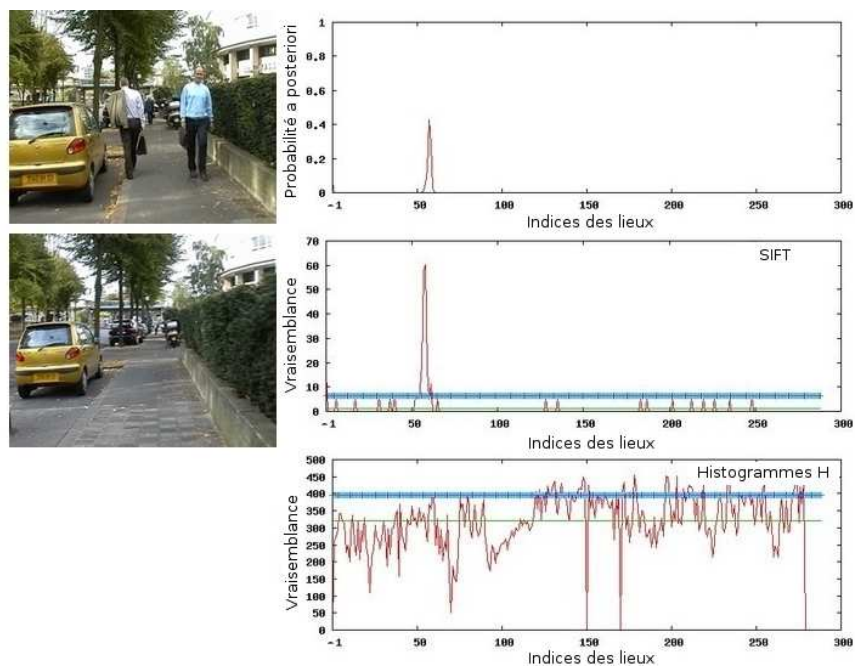 Probabilité a posteriori
1
0.8
0.6
0.4
0.2
0
-1 50 100 150 200 250 300
Indices des lieux
SIFT
Vraisemblance
70
60
50
40
30
20
10
0
-1 50 100 150 200 250 300
Indices des lieux
Histogrammes H
Vraisemblance
500
450
400
350
300
250
200
150
100
50
0
-1 50 100 150 200 250 300
Indices des lieux